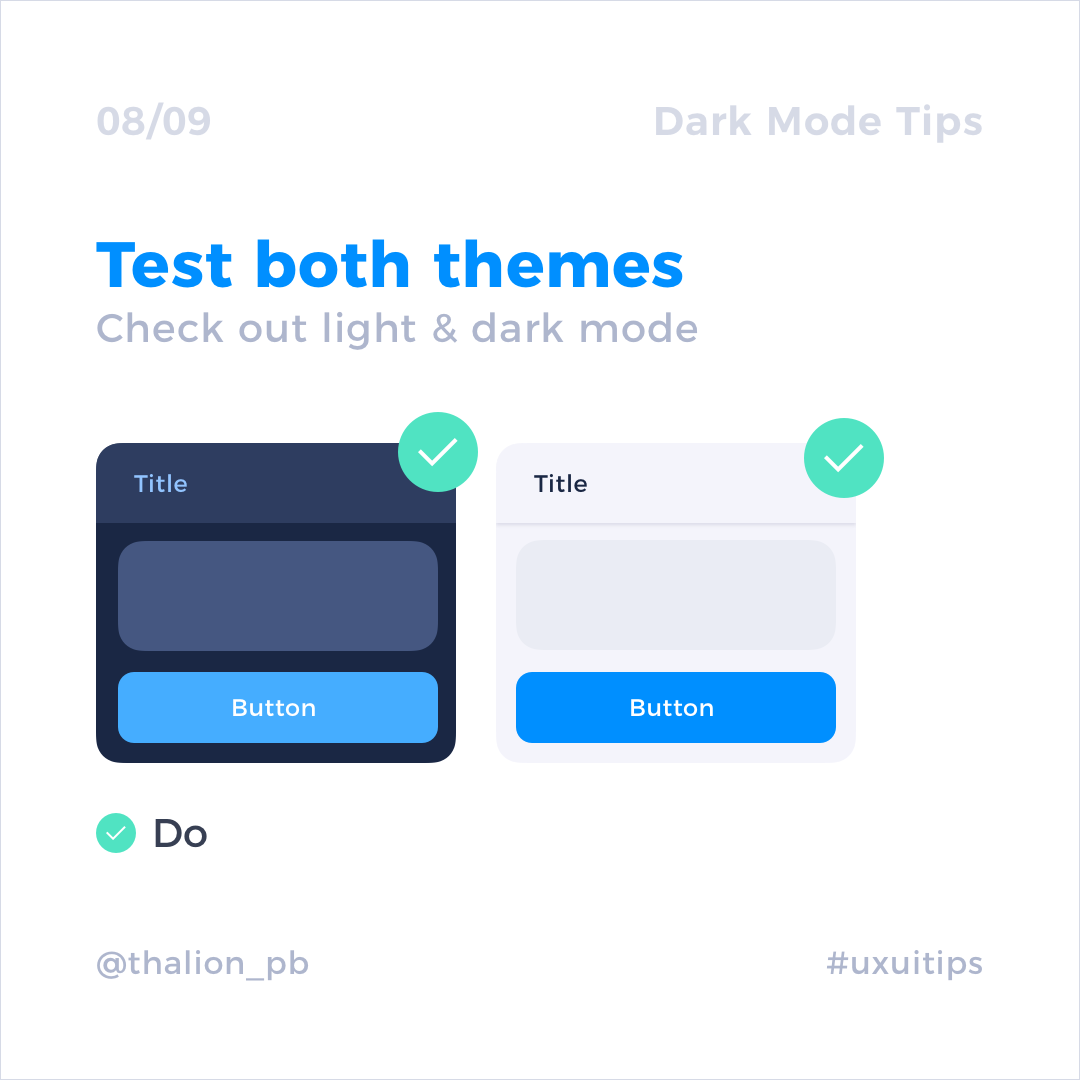 08/09
Dark Mode Tips
Test both themes
Check out light & dark mode
Title
Title
Button
Button
Do
@thalion_pb
#uxuitips